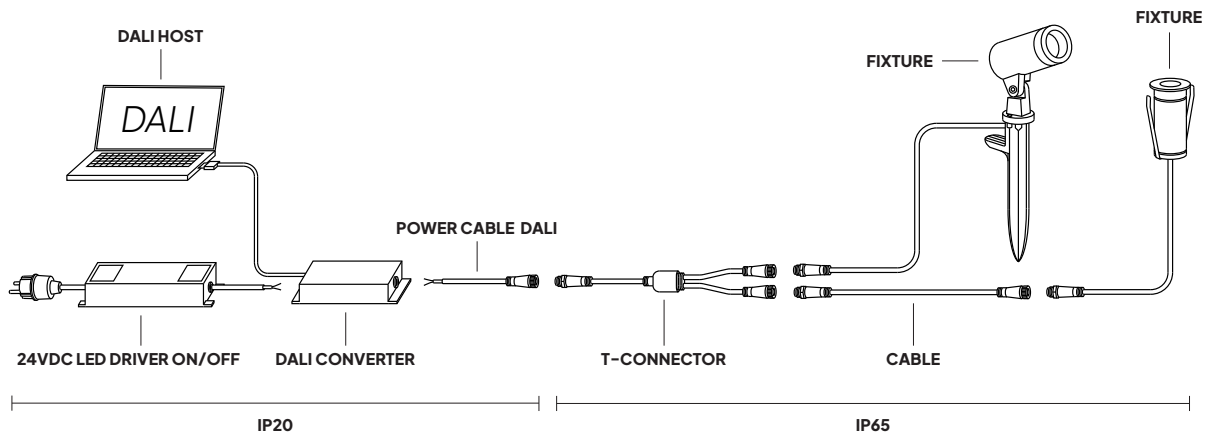 FIXTURE
DALI HOST
FIXTURE
DALI
POWER CABLE DALI
24VDC LED DRIVER ON/OFF
DALI CONVERTER
T-CONNECTOR
CABLE
IP20
IP65